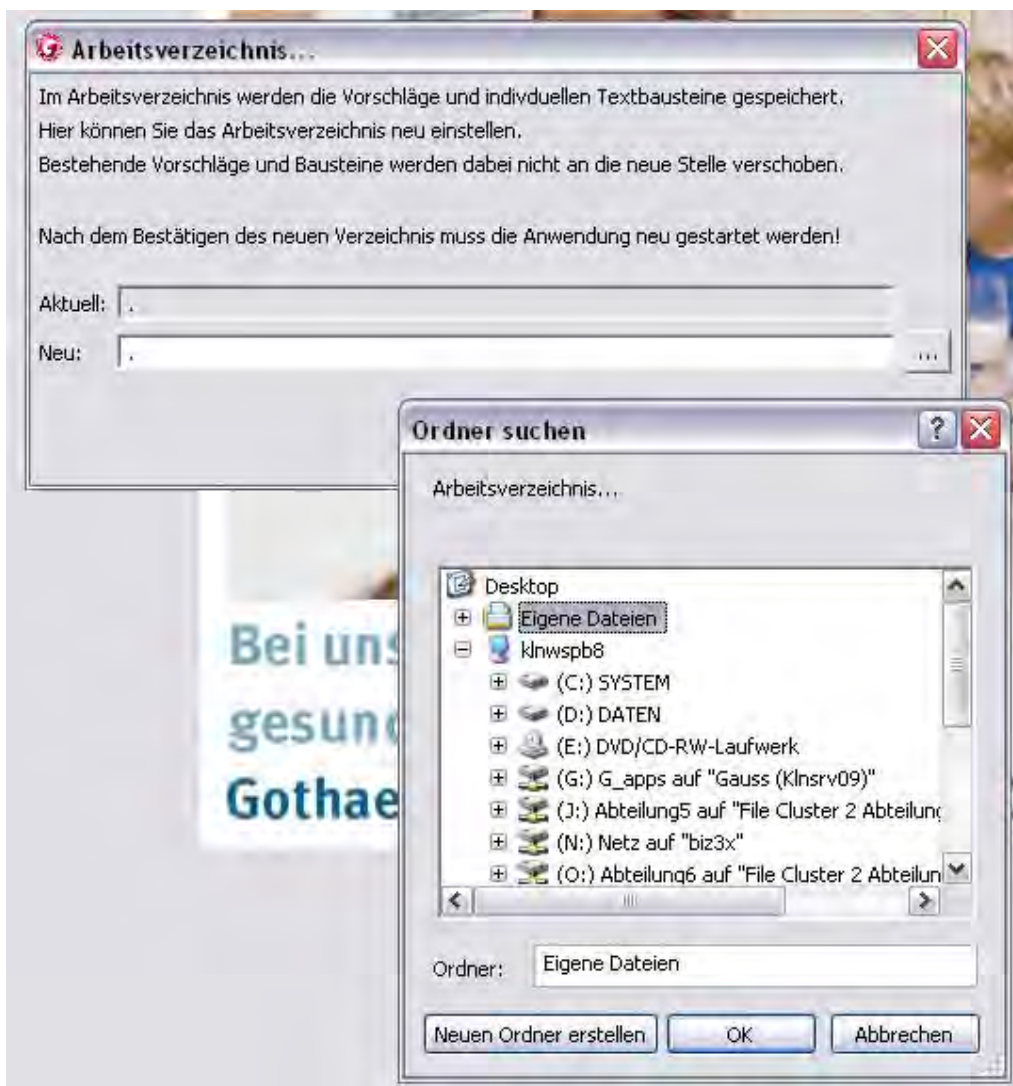 Arbeitsverzeichnis...
Im Arbeitsverzeichnis werden die Vorschläge und indivduellen Textbausteine gespeichert.
Hier können Sie das Arbeitsverzeichnis neu einstellen.
Bestehende Vorschläge und Bausteine werden dabei nicht an die neue Stelle verschoben.
Nach dem Bestätigen des neuen Verzeichnis muss die Anwendung neu gestartet werden!
Aktuell: .
Neu: . ...
Ordner suchen
Arbeitsverzeichnis...
Desktop
Eigene Dateien
klnwspb8
(C:) SYSTEM
(D:) DATEN
(E:) DVD/CD-RW-Laufwerk
(G:) G_apps auf "Gauss (Klnsrv09)"
(J:) Abteilung5 auf "File Cluster 2 Abteilung
(N:) Netz auf "biz3x"
(O:) Abteilung6 auf "File Cluster 2 Abteilun
Ordner: Eigene Dateien
Neuen Ordner erstellen OK Abbrechen
Bei uns
gesund
Gothae